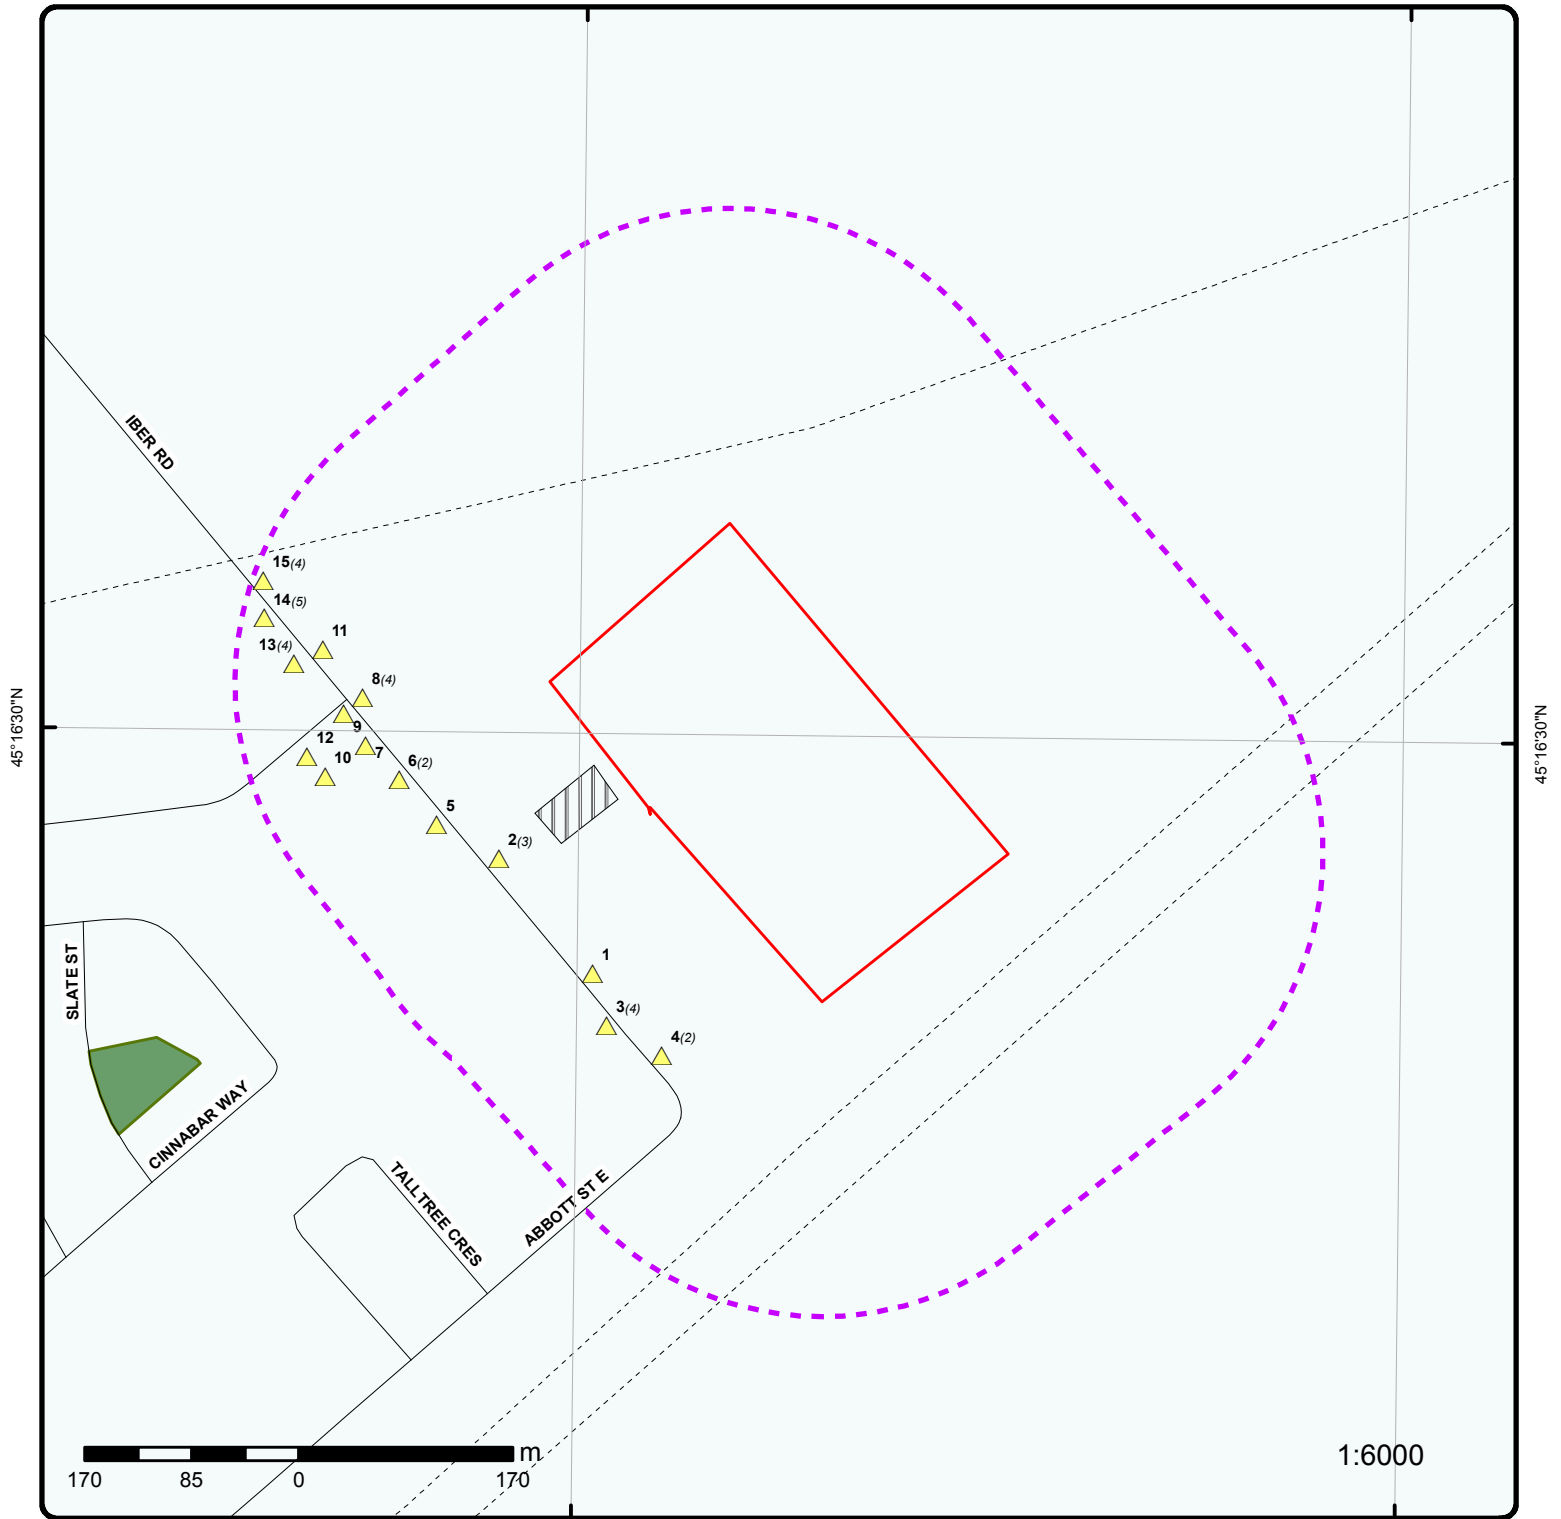 IBER RD
15(4)
14(5)
13(4)
11
8(4)
9
12
7
10
6(2)
5
2(3)
1
3(4)
4(2)
45°16'30"N
45°16'30"N
SLATE ST
CINNABAR WAY
TALLTREE CRES
ABBOTT ST E
m
170 85 0 170
1:6000